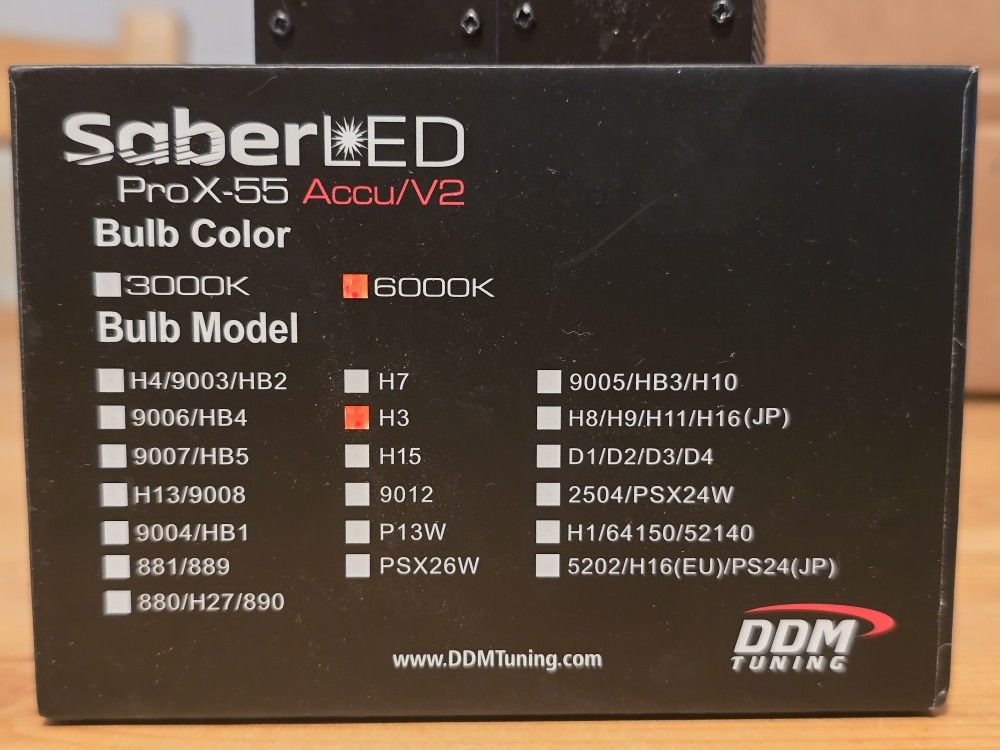 SaberLED
ProX-55 Accu/V2
Bulb Color
3000K 6000K
Bulb Model
H4/9003/HB2 H7 9005/HB3/H10
9006/HB4 H3 H8/H9/H11/H16(JP)
9007/HB5 H15 D1/D2/D3/D4
H13/9008 9012 2504/PSX24W
9004/HB1 P13W H1/64150/52140
881/889 PSX26W 5202/H16(EU)/PS24(JP)
880/H27/890
www.DDMTuning.com
DDM
TUNING